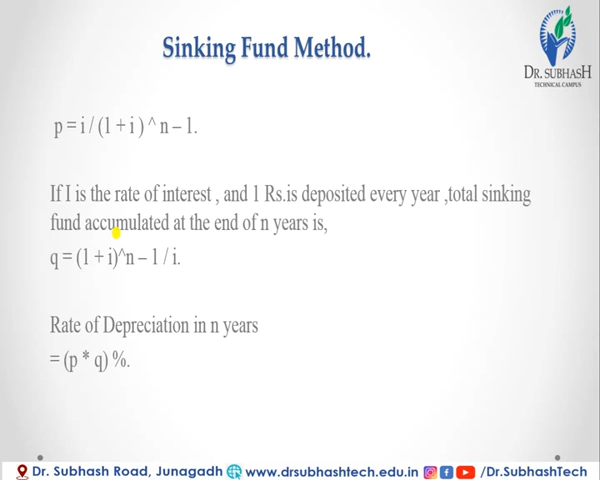 Sinking Fund Method.
DR. SUBHASH
TECHNICAL CAMPUS
p = i / (1 + i ) ^ n – 1.
If I is the rate of interest , and 1 Rs.is deposited every year ,total sinking
fund accumulated at the end of n years is,
q = (1 + i)^n – 1 / i.
Rate of Depreciation in n years
= (p * q) %.
Dr. Subhash Road, Junagadh www.drsubhashtech.edu.in /Dr.SubhashTech